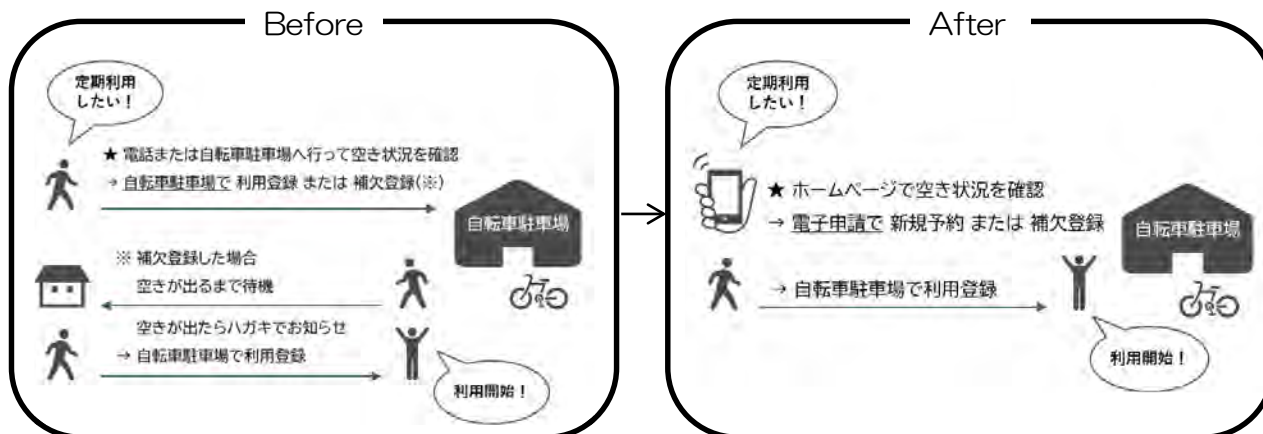 Before
定期利用
したい！
★ 電話または自転車駐車場へ行って空き状況を確認
→ 自転車駐車場で 利用登録 または 補欠登録(※)
自転車駐車場
※ 補欠登録した場合
空きが出るまで待機
空きが出たらハガキでお知らせ
→ 自転車駐車場で利用登録
利用開始！
After
定期利用
したい！
★ ホームページで空き状況を確認
→ 電子申請で 新規予約 または 補欠登録
自転車駐車場
→ 自転車駐車場で利用登録
利用開始！